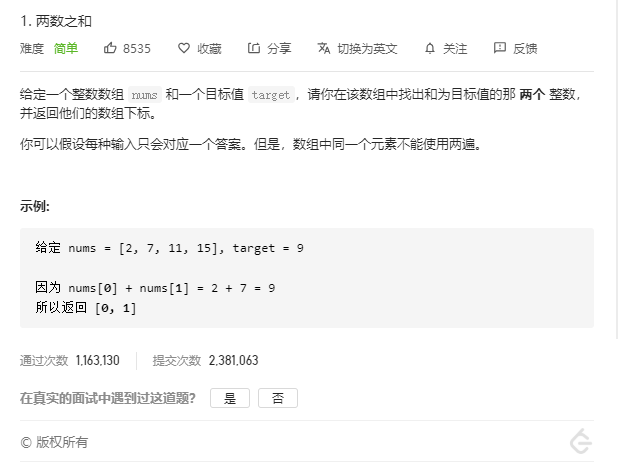 1. 两数之和
难度 简单 8535 收藏 分享 切换为英文 关注 反馈
给定一个整数数组 nums 和一个目标值 target，请你在该数组中找出和为目标值的那 两个 整数，
并返回他们的数组下标。
你可以假设每种输入只会对应一个答案。但是，数组中同一个元素不能使用两遍。
示例:
给定 nums = [2, 7, 11, 15], target = 9
因为 nums[0] + nums[1] = 2 + 7 = 9
所以返回 [0, 1]
通过次数 1,163,130 提交次数 2,381,063
在真实的面试中遇到过这道题? 是 否
© 版权所有